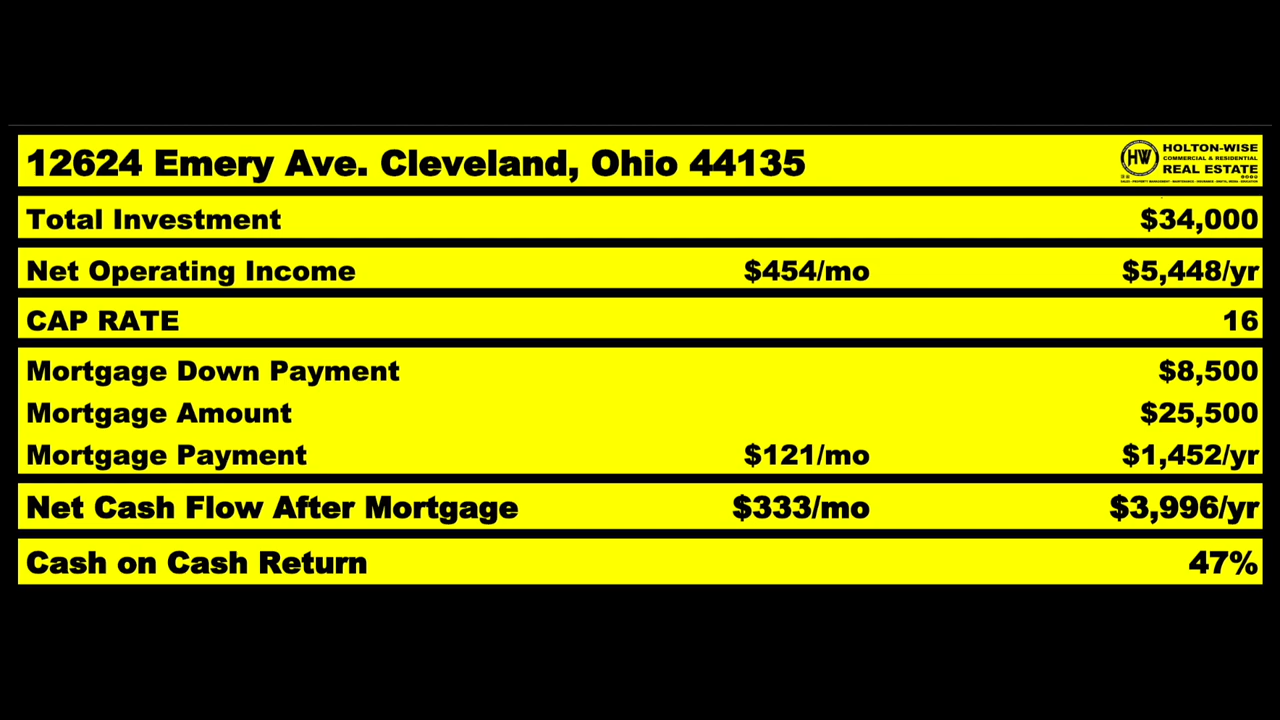 12624 Emery Ave. Cleveland, Ohio 44135
HW
HOLTON-WISE
COMMERCIAL & RESIDENTIAL
REAL ESTATE
Total Investment $34,000
Net Operating Income $454/mo $5,448/yr
CAP RATE 16
Mortgage Down Payment $8,500
Mortgage Amount $25,500
Mortgage Payment $121/mo $1,452/yr
Net Cash Flow After Mortgage $333/mo $3,996/yr
Cash on Cash Return 47%